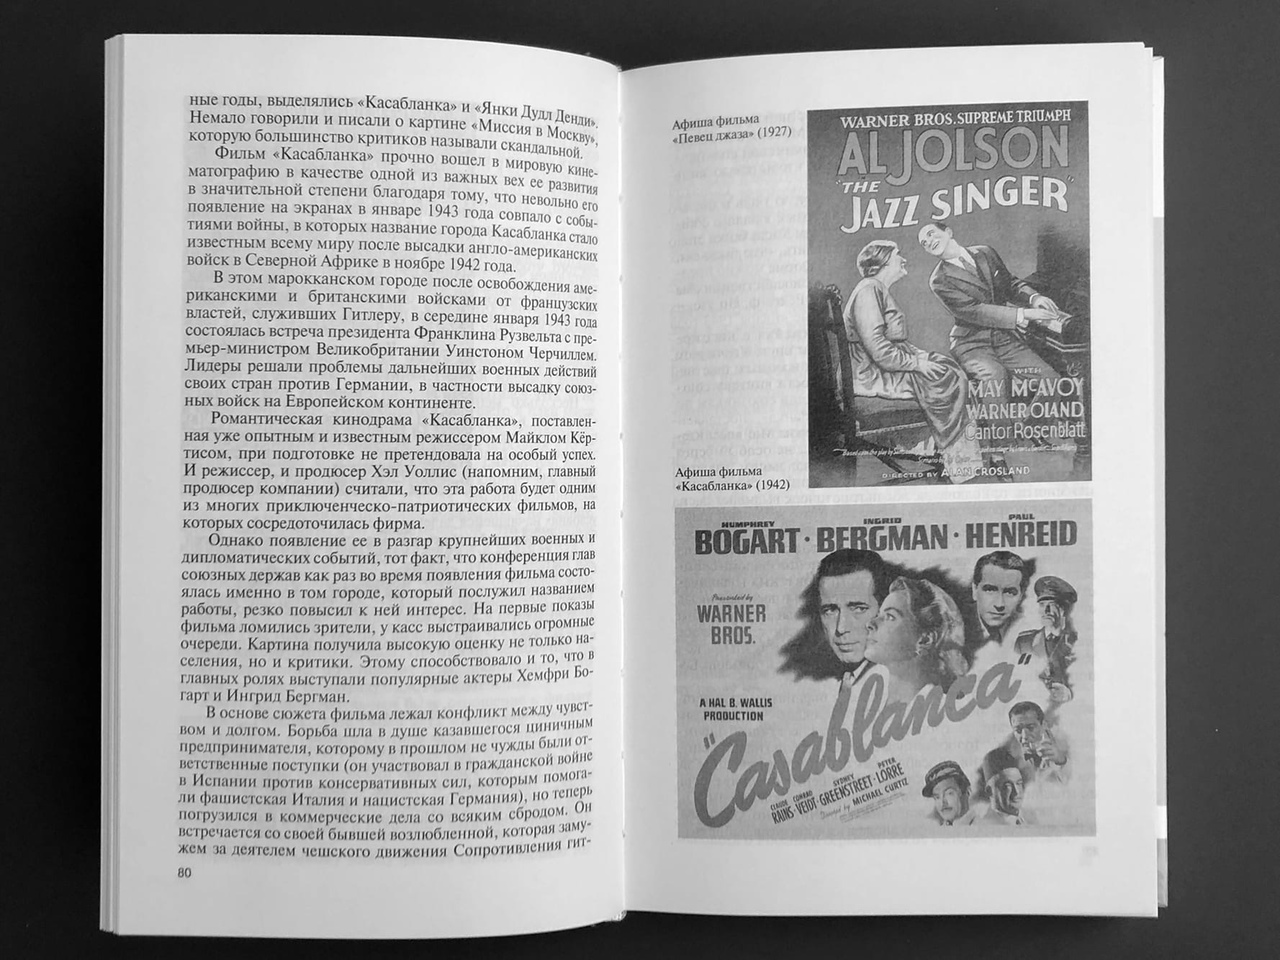 ные годы, выделялись «Касабланка» и «Янки Дудл Денди».
Немало говорили и писали о картине «Миссия в Москву»,
которую большинство критиков называли скандальной.
Фильм «Касабланка» прочно вошел в мировую кине-
матографию в качестве одной из важных вех ее развития
в значительной степени благодаря тому, что невольно его
появление на экранах в январе 1943 года совпало с собы-
тиями войны, в которых название города Касабланка стало
известным всему миру после высадки англо-американских
войск в Северной Африке в ноябре 1942 года.
В этом марокканском городе после освобождения аме-
риканскими и британскими войсками от французских
властей, служивших Гитлеру, в середине января 1943 года
состоялась встреча президента Франклина Рузвельта с пре-
мьер-министром Великобритании Уинстоном Черчиллем.
Лидеры решали проблемы дальнейших военных действий
своих стран против Германии, в частности высадку союз-
ных войск на Европейском континенте.
Романтическая кинодрама «Касабланка», поставлен-
ная уже опытным и известным режиссером Майклом Кёр-
тисом, при подготовке не претендовала на особый успех.
И режиссер, и продюсер Хэл Уоллис (напомним, главный
продюсер компании) считали, что эта работа будет одним
из многих приключенческо-патриотических фильмов, на
которых сосредоточилась фирма.
Однако появление ее в разгар крупнейших военных и
дипломатических событий, тот факт, что конференция глав
союзных держав как раз во время появления фильма состо-
ялась именно в том городе, который послужил названием
работы, резко повысил к ней интерес. На первые показы
фильма ломились зрители, у касс выстраивались огромные
очереди. Картина получила высокую оценку не только на-
селения, но и критики. Этому способствовало и то, что в
главных ролях выступали популярные актеры Хемфри Бо-
гарт и Ингрид Бергман.
В основе сюжета фильма лежал конфликт между чувст-
вом и долгом. Борьба шла в душе казавшегося циничным
предпринимателя, которому в прошлом не чужды были от-
ветственные поступки (он участвовал в гражданской войне
в Испании против консервативных сил, которым помога-
ли фашистская Италия и нацистская Германия), но теперь
погрузился в коммерческие дела со всяким сбродом. Он
встречается со своей бывшей возлюбленной, которая заму-
жем за деятелем чешского движения Сопротивления гит-
80
Афиша фильма
«Певец джаза» (1927)
WARNER BROS. SUPREME TRIUMPH
AL JOLSON
"THE
JAZZ SINGER"
WITH
MAY McAVOY
WARNER OLAND
Cantor Rosenblatt
DIRECTED BY ALAN CROSLAND
Афиша фильма
«Касабланка» (1942)
HUMPHREY INGRID PAUL
BOGART · BERGMAN · HENREID
Presented by
WARNER
BROS.
A HAL B. WALLIS
PRODUCTION
"Casablanca"
CLAUDE CONRAD SYDNEY PETER
RAINS · VEIDT · GREENSTREET · LORRE
Directed by MICHAEL CURTIZ